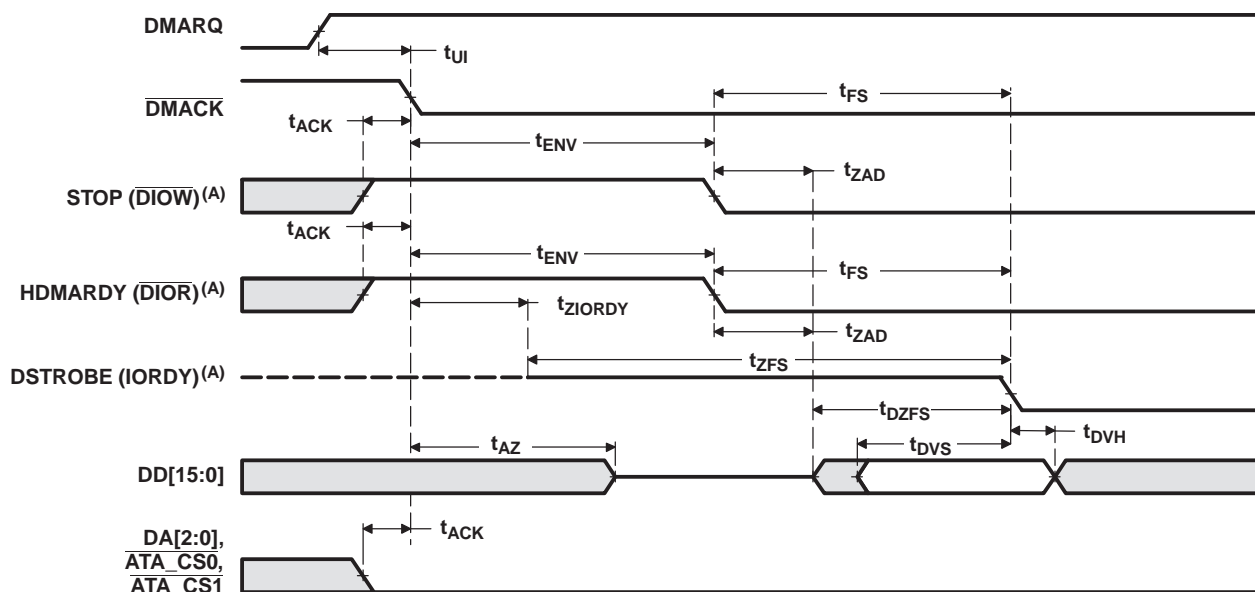 DMARQ
tUI
DMACK
tFS
tACK
tENV
tZAD
STOP (DIOW)(A)
tACK
tENV
tFS
HDMARDY (DIOR)(A)
tZIORDY
tZAD
tZFS
DSTROBE (IORDY)(A)
tDZFS
tAZ
tDVS
tDVH
DD[15:0]
DA[2:0],
tACK
ATA_CS0,
ATA_CS1